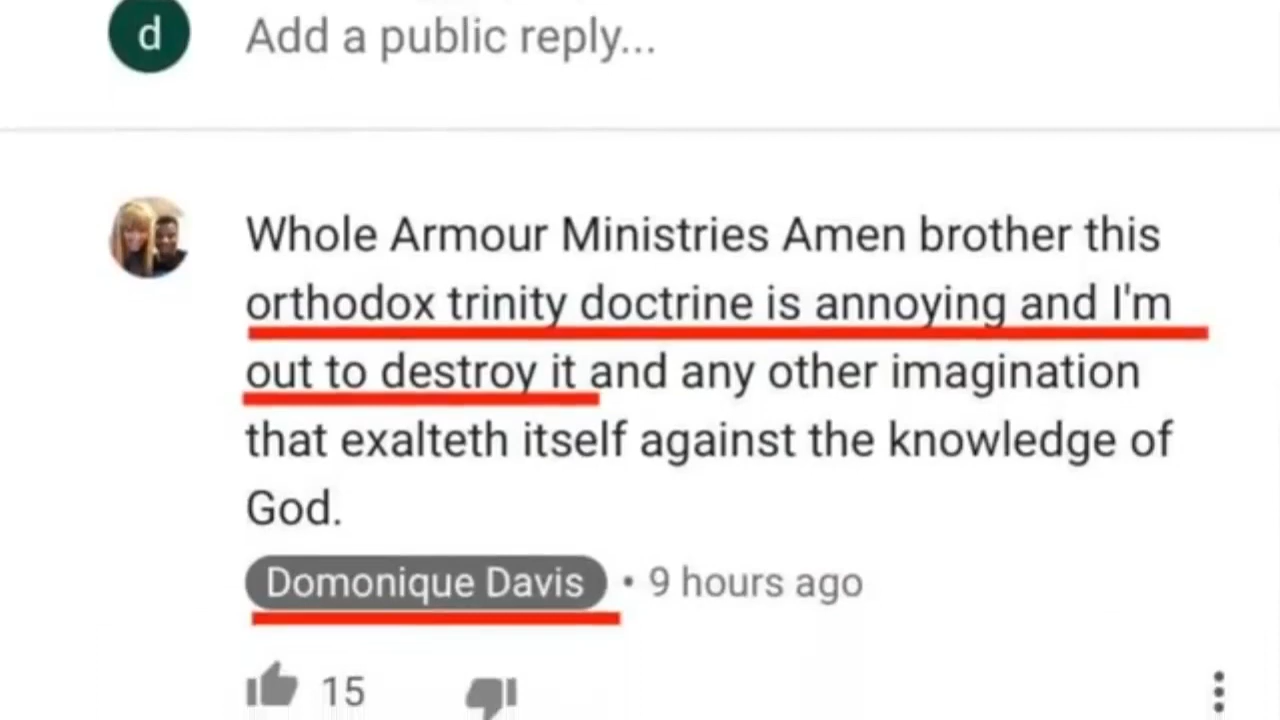 d
Add a public reply...
Whole Armour Ministries Amen brother this
orthodox trinity doctrine is annoying and I'm
out to destroy it and any other imagination
that exalteth itself against the knowledge of
God.
Domonique Davis • 9 hours ago
15